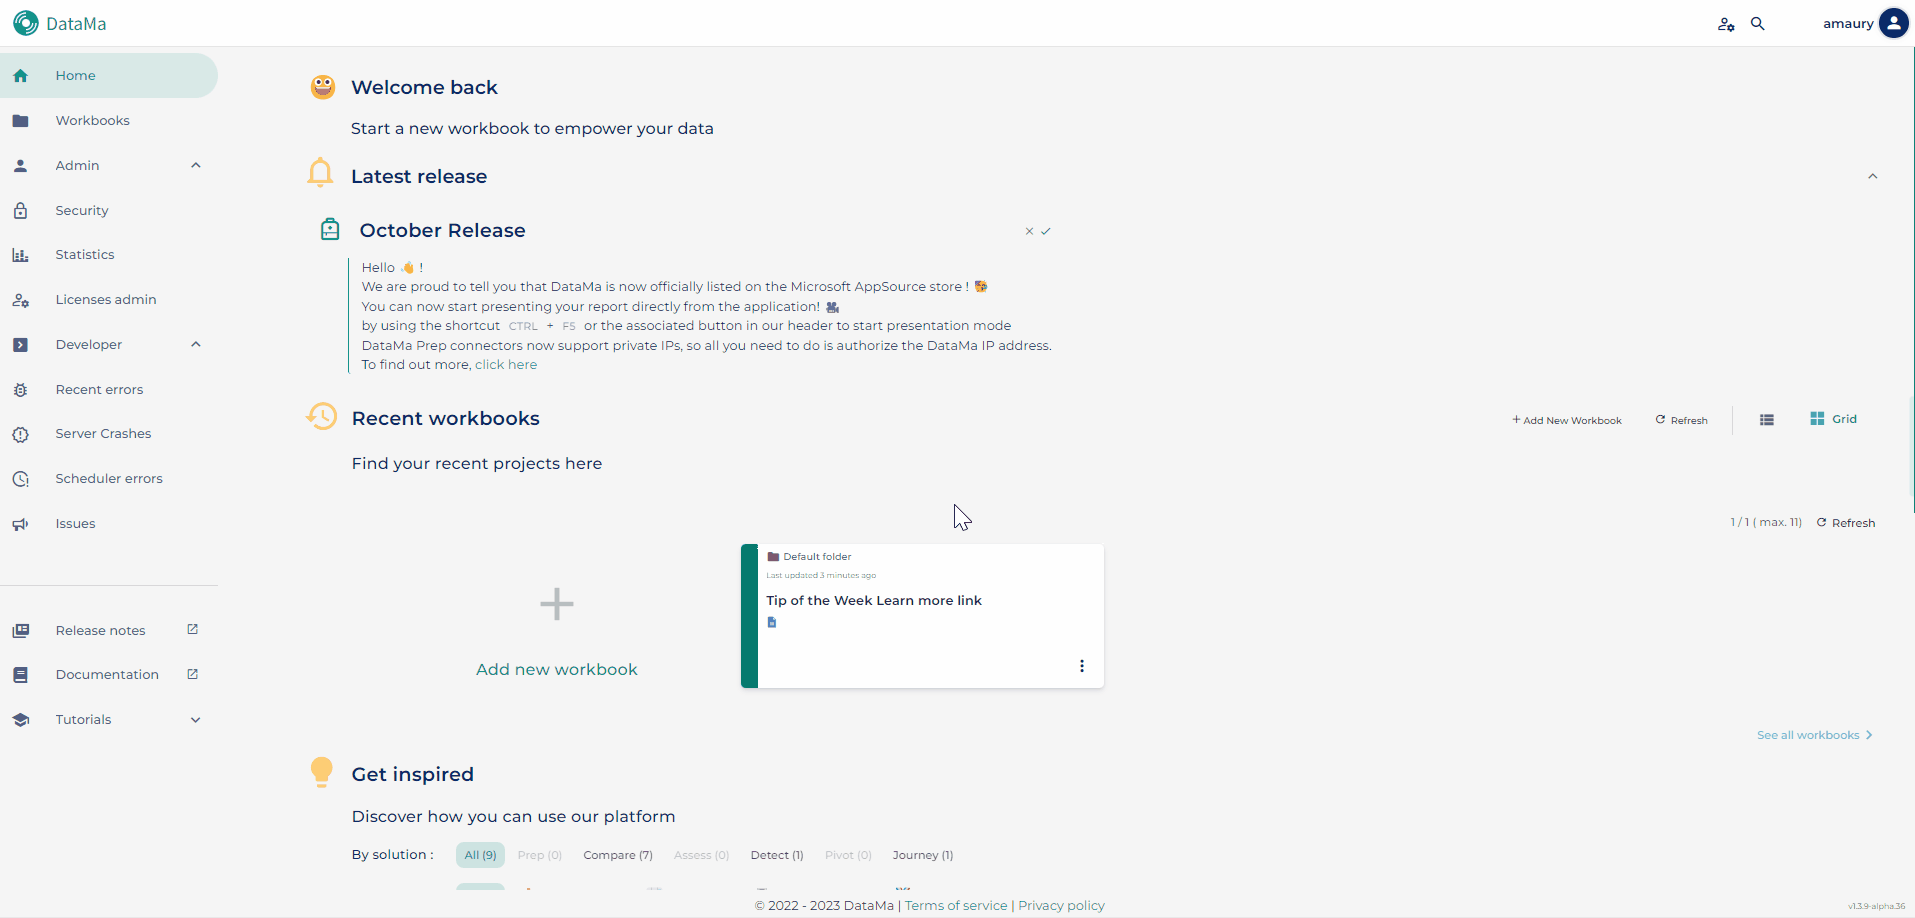 DataMa
amaury
Home
Workbooks
Admin
Security
Statistics
Licenses admin
Developer
Recent errors
Server Crashes
Scheduler errors
Issues
Release notes
Documentation
Tutorials
Welcome back
Start a new workbook to empower your data
Latest release
October Release
Hello 👋 !
We are proud to tell you that DataMa is now officially listed on the Microsoft AppSource store !
You can now start presenting your report directly from the application! 🎥
by using the shortcut CTRL + F5 or the associated button in our header to start presentation mode
DataMa Prep connectors now support private IPs, so all you need to do is authorize the DataMa IP address.
To find out more, click here
Recent workbooks
+ Add New Workbook
Refresh
Grid
Find your recent projects here
1 / 1 ( max. 11)
Refresh
Add new workbook
Default folder
Last updated 3 minutes ago
Tip of the Week Learn more link
See all workbooks
Get inspired
Discover how you can use our platform
By solution : All (9) Prep (0) Compare (7) Assess (0) Detect (1) Pivot (0) Journey (1)
© 2022 - 2023 DataMa | Terms of service | Privacy policy
v1.3.9-alpha.36